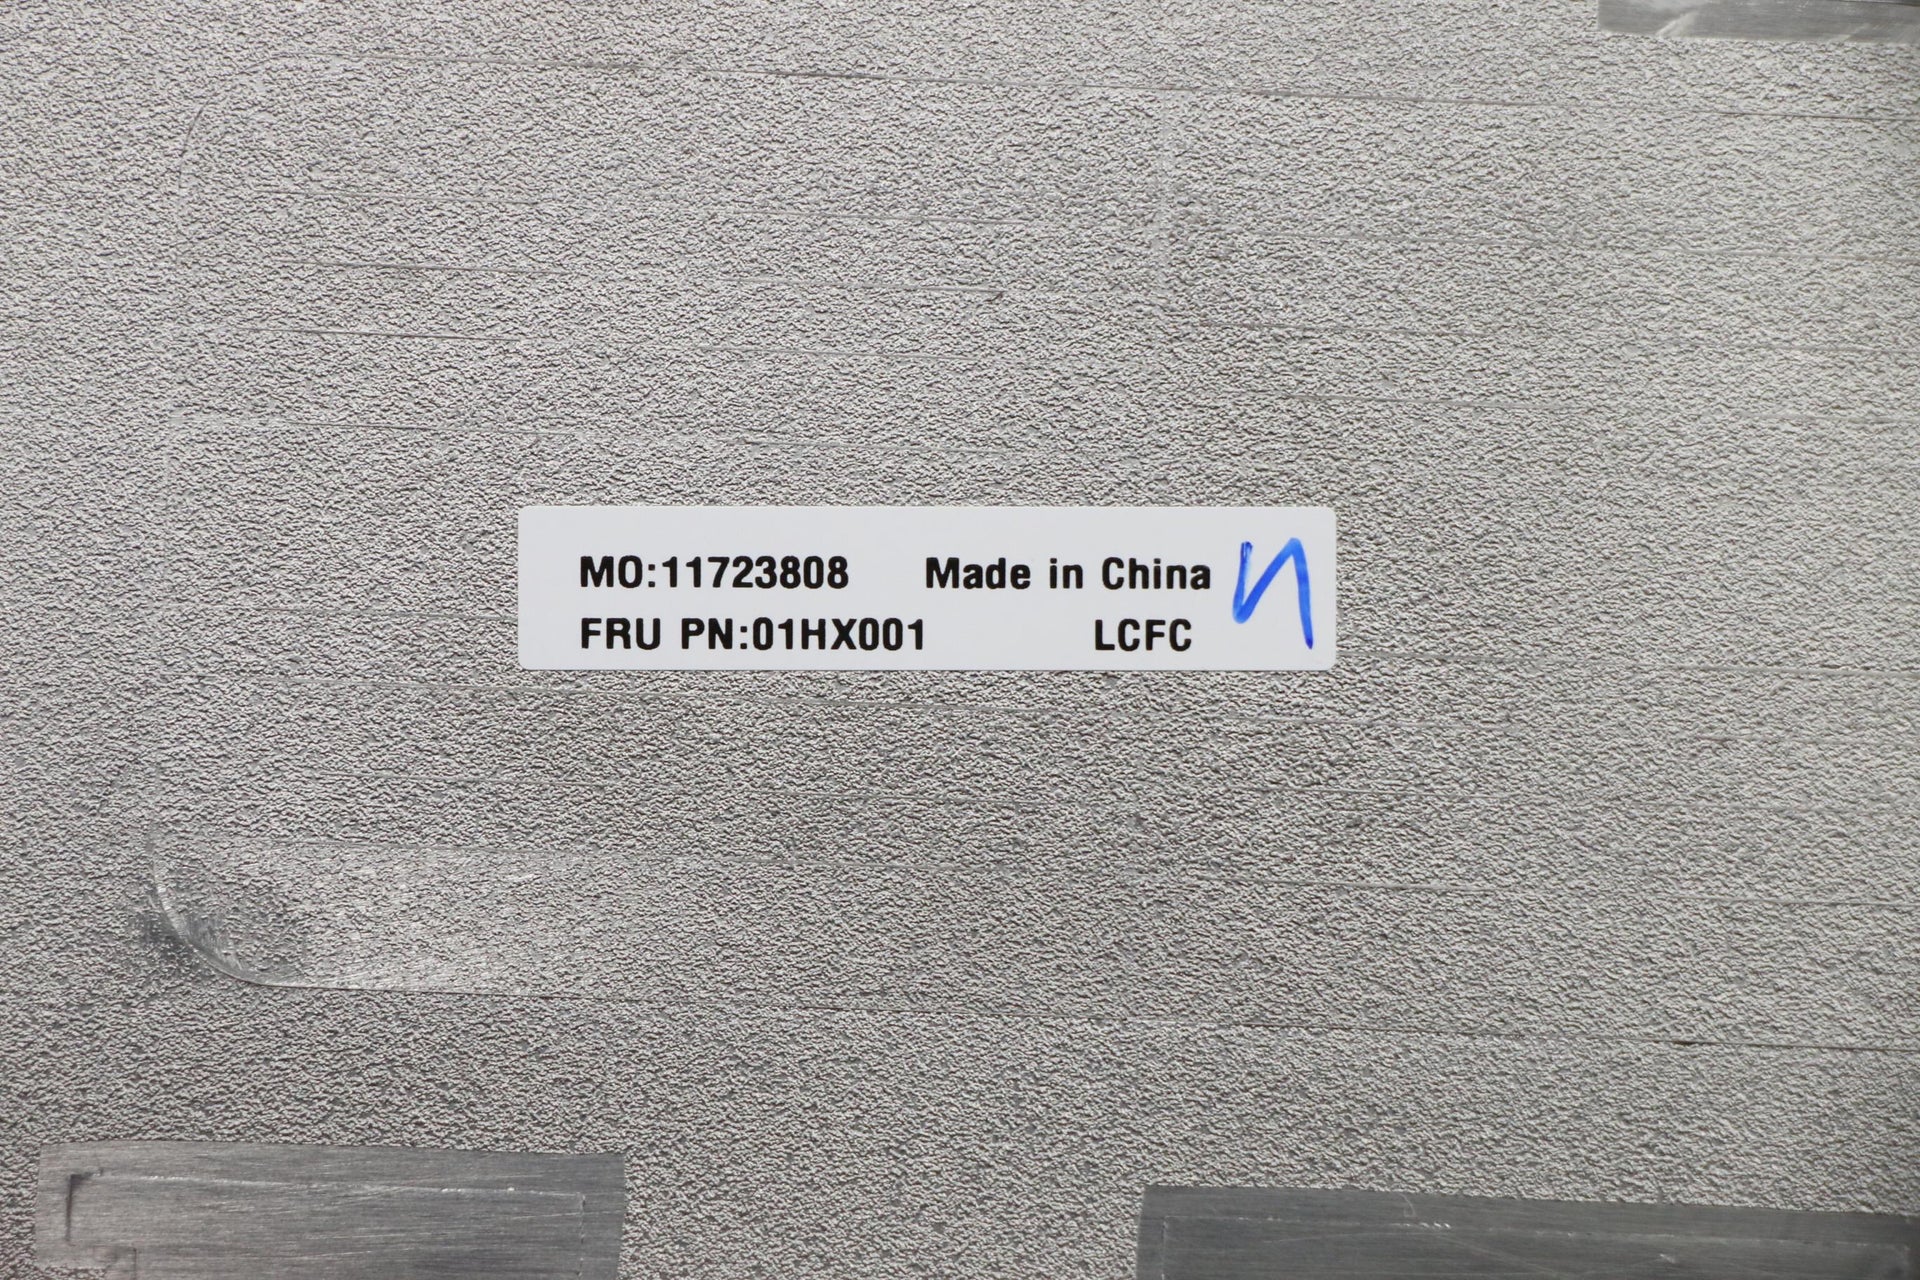 MO:11723808 Made in China
FRU PN:01HX001 LCFC